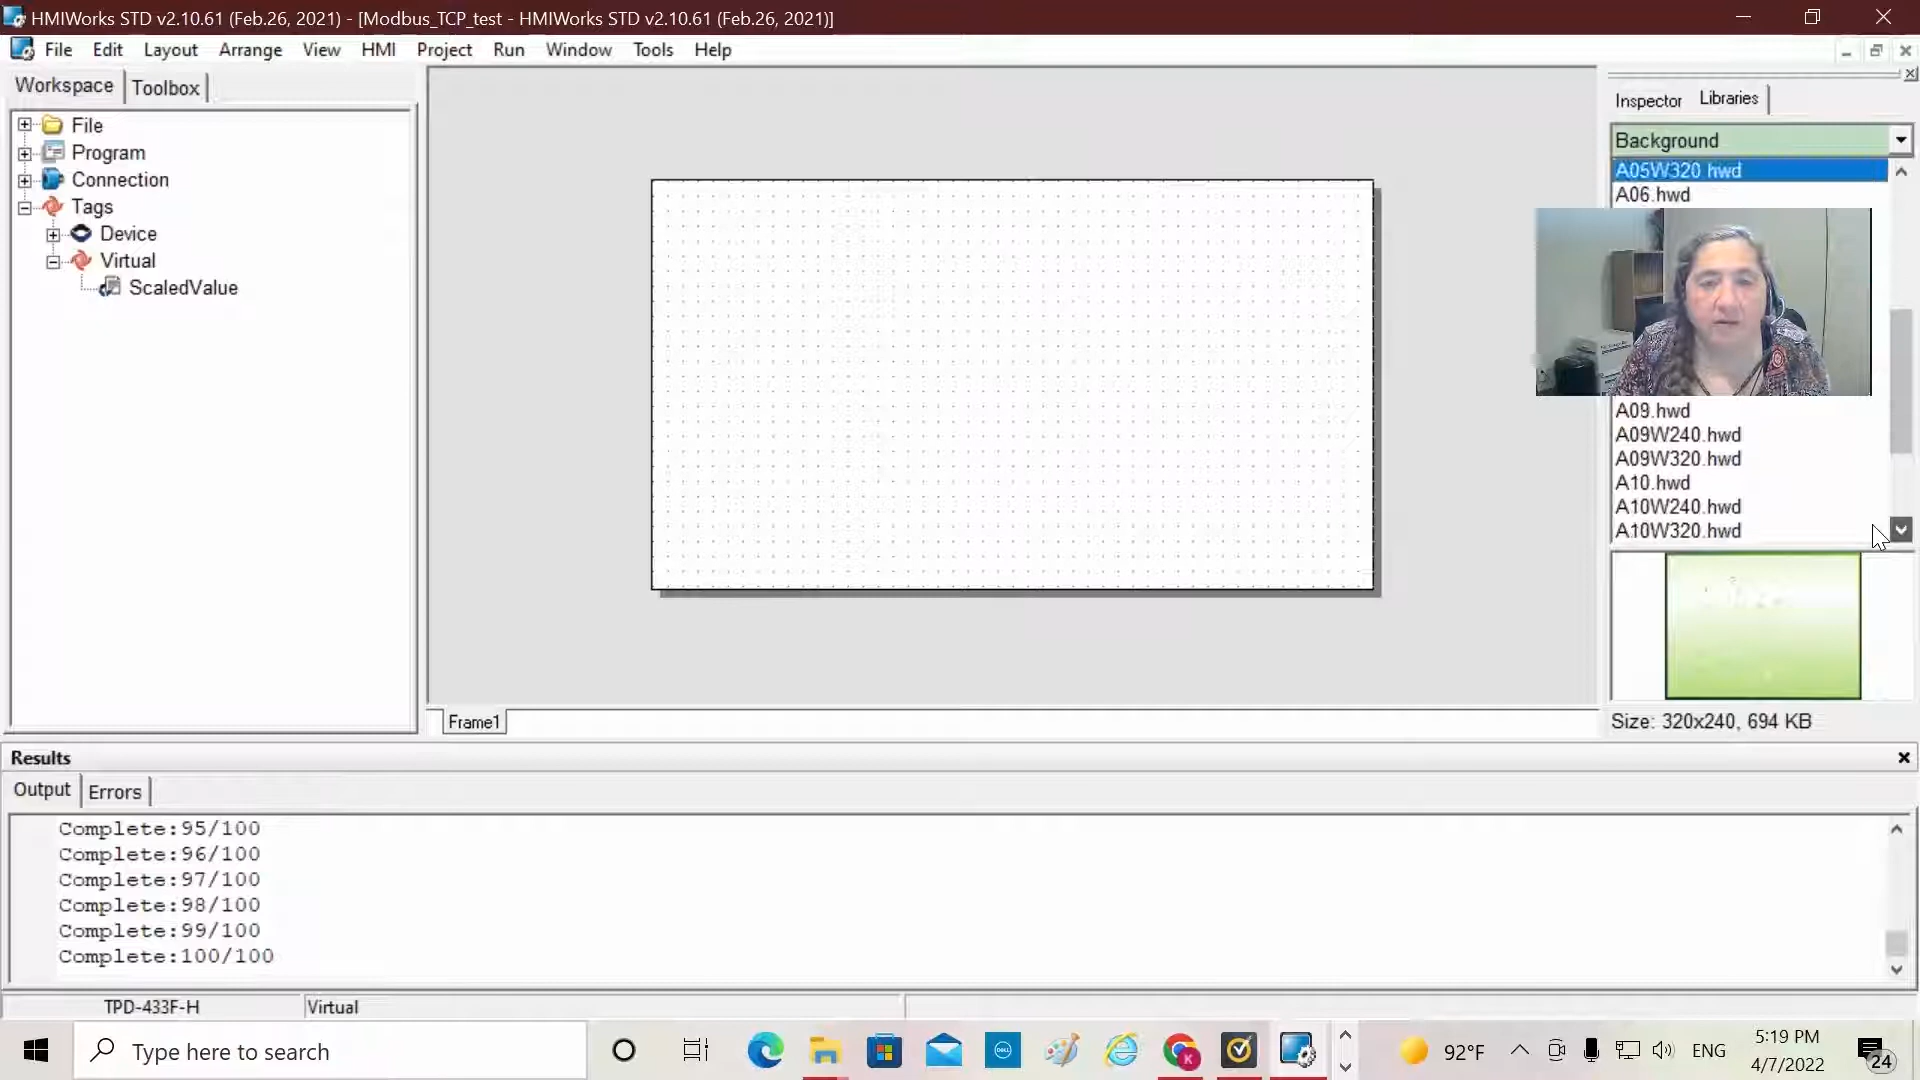 HMIWorks STD v2.10.61 (Feb.26, 2021) - [Modbus_TCP_test - HMIWorks STD v2.10.61 (Feb.26, 2021)]
File Edit Layout Arrange View HMI Project Run Window Tools Help
Workspace Toolbox
File
Program
Connection
Tags
Device
Virtual
ScaledValue
Frame1
Inspector Libraries
Background
A05W320.hwd
A06.hwd
A09.hwd
A09W240.hwd
A09W320.hwd
A10.hwd
A10W240.hwd
A10W320.hwd
Size: 320x240, 694 KB
Results
Output Errors
Complete:95/100
Complete:96/100
Complete:97/100
Complete:98/100
Complete:99/100
Complete:100/100
TPD-433F-H Virtual
Type here to search
DELL
K
92°F
ENG
5:19 PM
4/7/2022
24